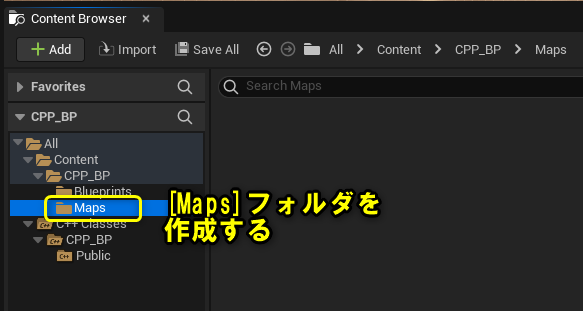 Content Browser
Add
Import
Save All
All > Content > CPP_BP > Maps
Favorites
Search Maps
CPP_BP
All
Content
CPP_BP
Blueprints
Maps
[Maps]フォルダを
作成する
C++ Classes
C++
CPP_BP
C++
Public